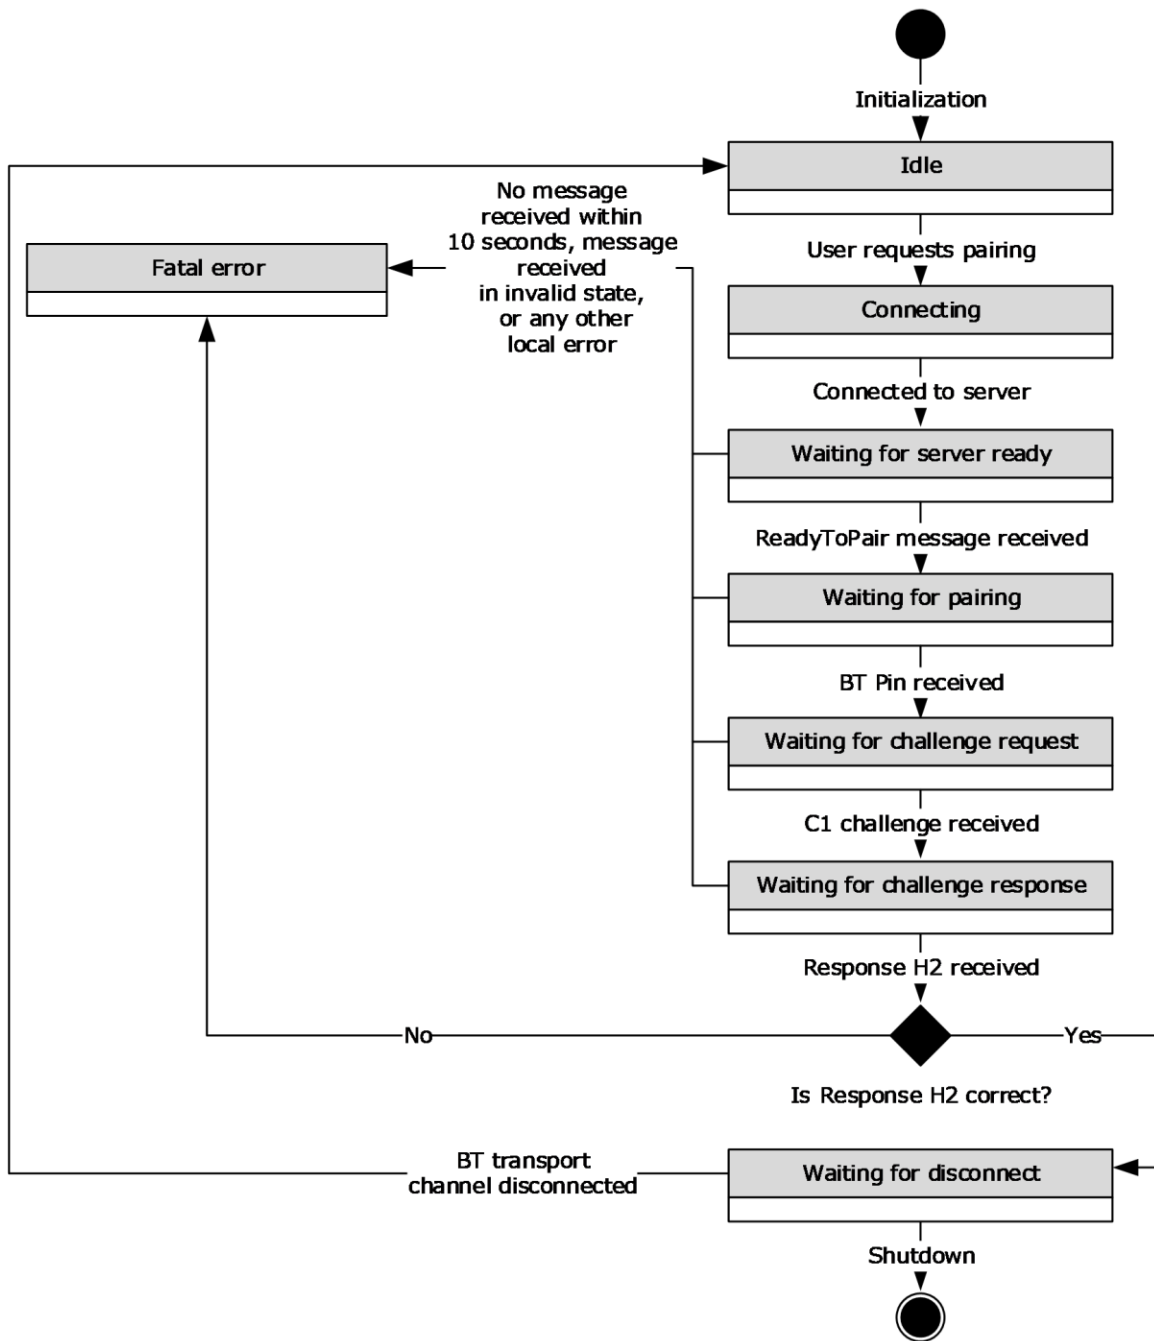 Initialization
Idle
No message
received within
10 seconds, message
received
in invalid state,
or any other
local error
User requests pairing
Fatal error
Connecting
Connected to server
Waiting for server ready
ReadyToPair message received
Waiting for pairing
BT Pin received
Waiting for challenge request
C1 challenge received
Waiting for challenge response
Response H2 received
No
Yes
Is Response H2 correct?
BT transport
channel disconnected
Waiting for disconnect
Shutdown